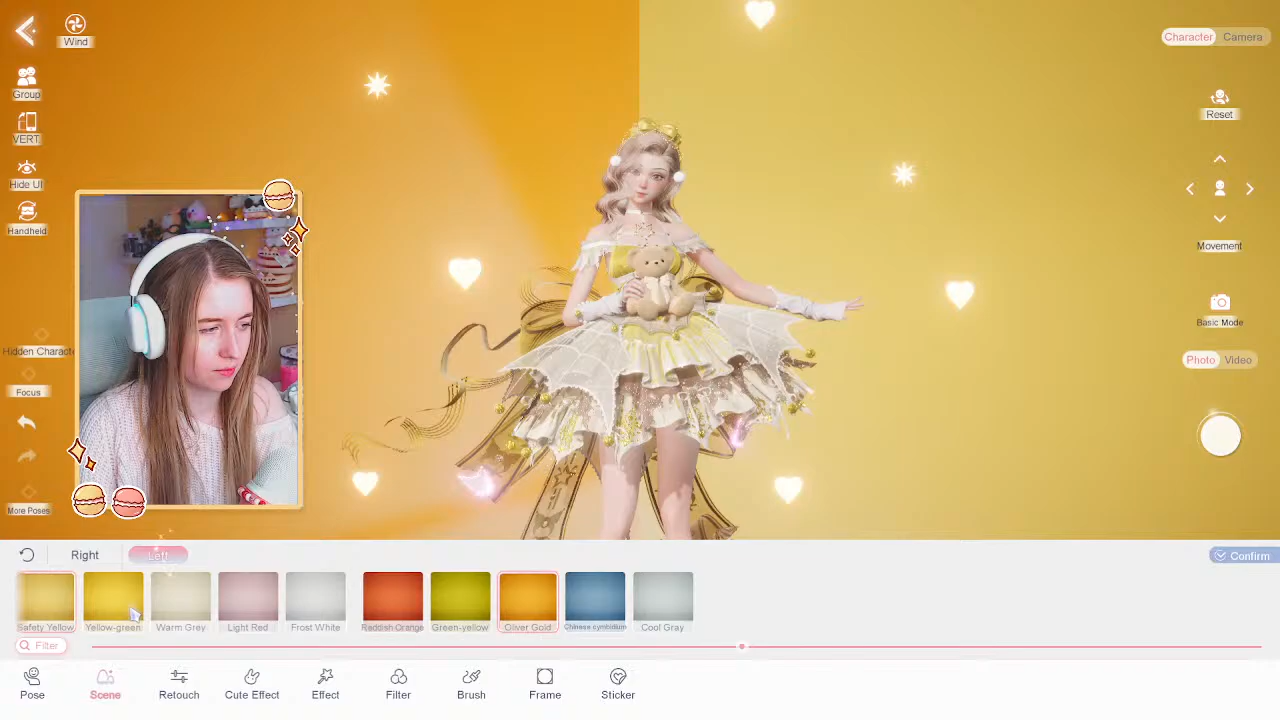 Wind
Character Camera
Group
Reset
VERT
Hide UI
Handheld
Movement
Basic Mode
Hidden Characte
Photo Video
Focus
More Poses
Right Left
Confirm
Safety Yellow Yellow-green Warm Grey Light Red Frost White Reddish Orange Green-yellow Oliver Gold Chinese cymbidium Cool Gray
Filter
Pose Scene Retouch Cute Effect Effect Filter Brush Frame Sticker